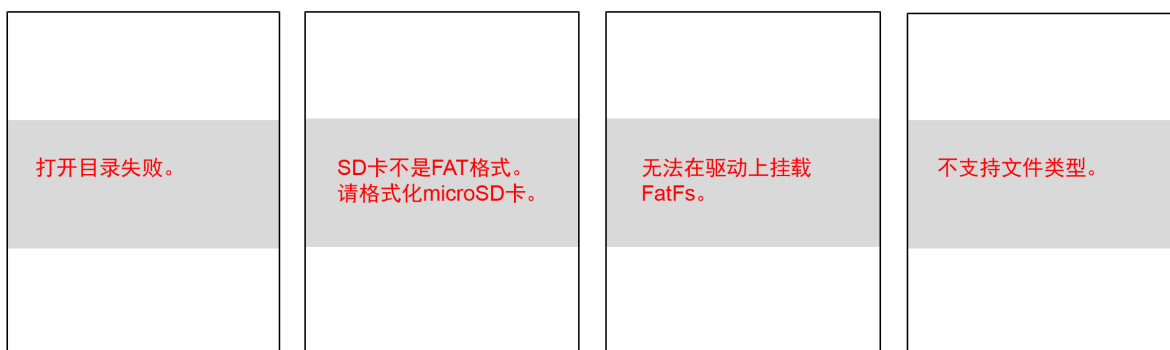 打开目录失败。
SD卡不是FAT格式。
请格式化microSD卡。
无法在驱动上挂载
FatFs。
不支持文件类型。